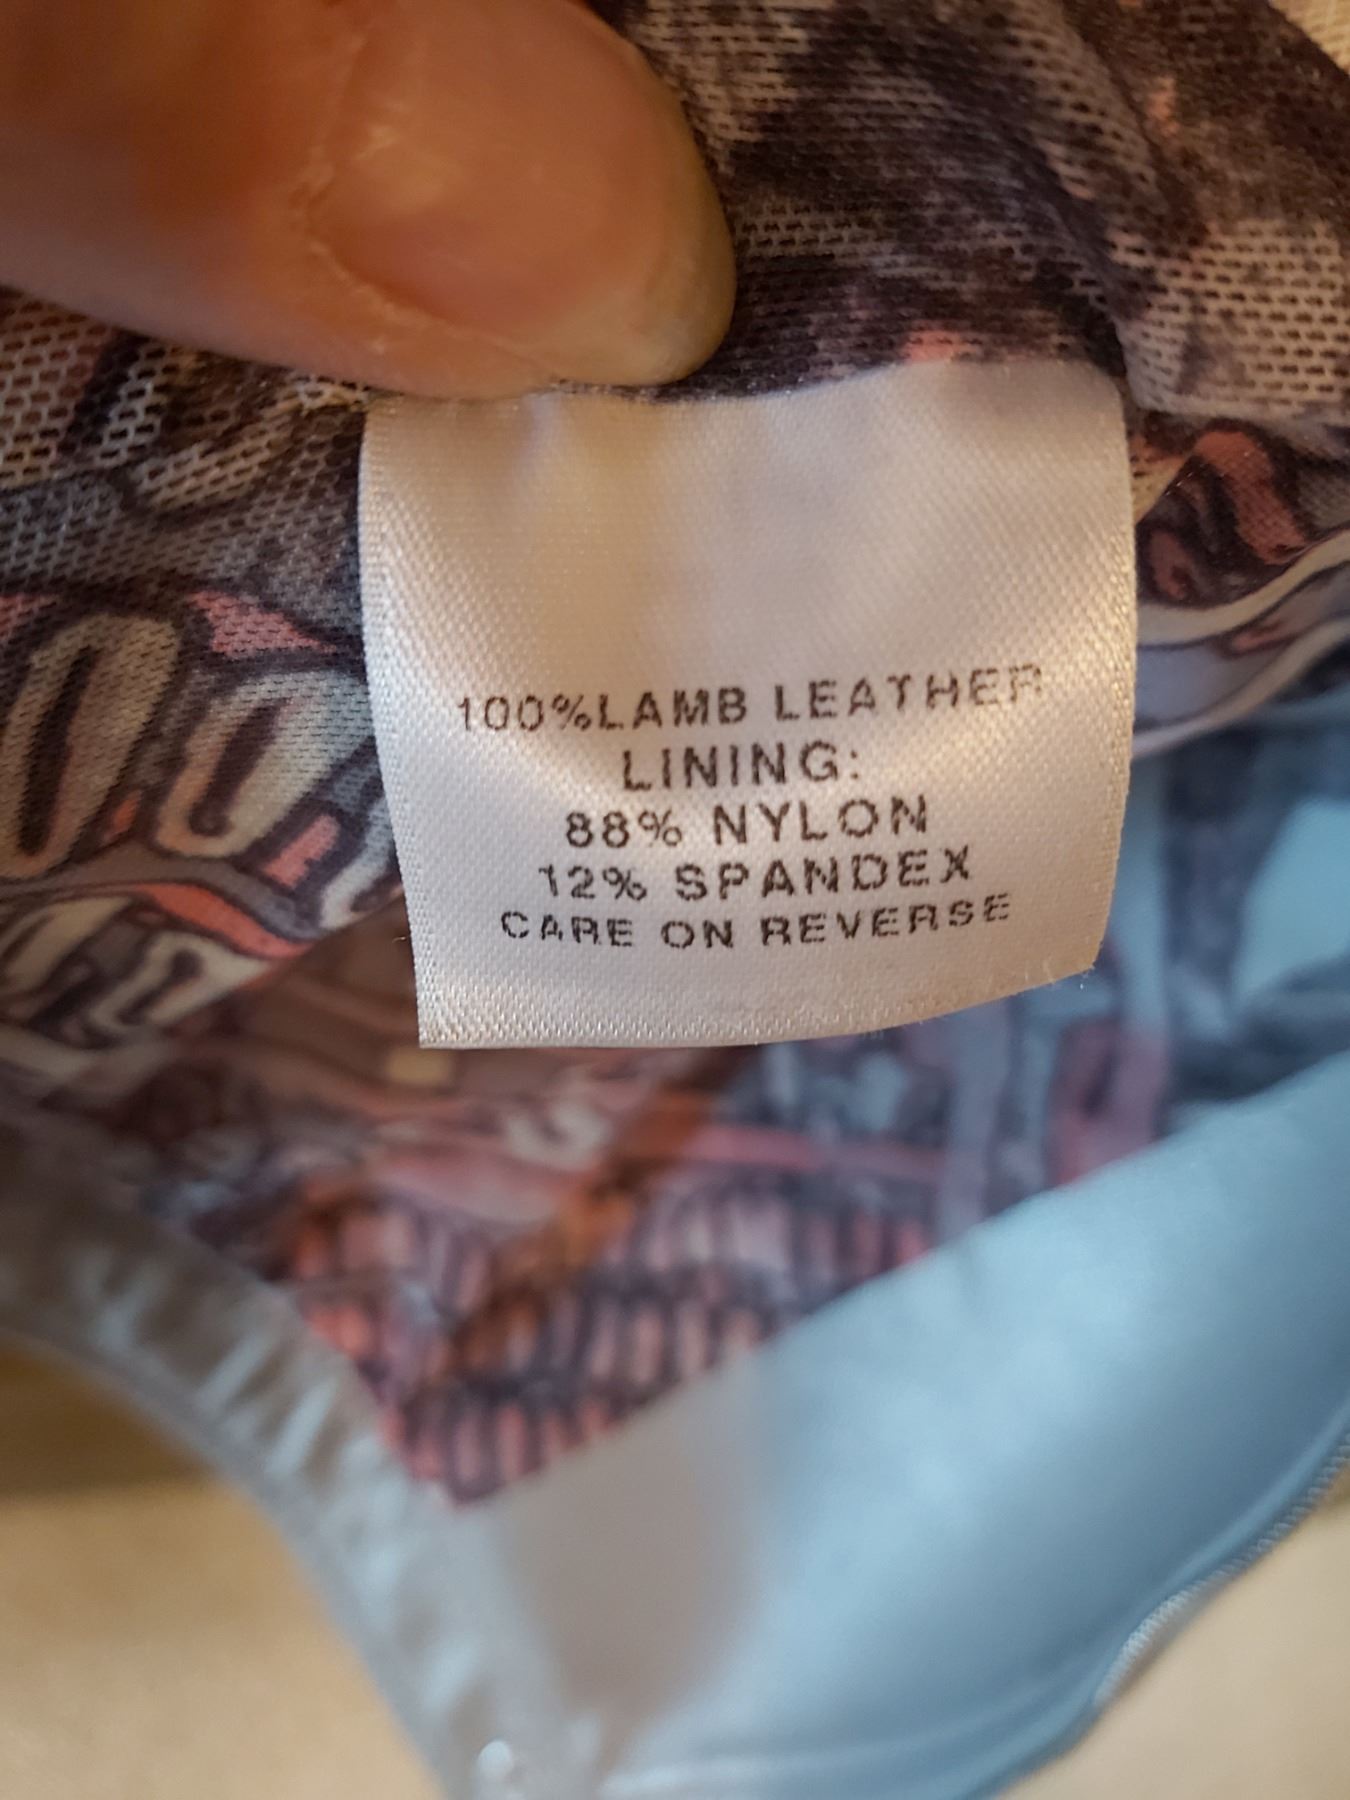 100%LAMB LEATHER
LINING:
88% NYLON
12% SPANDEX
CARE ON REVERSE